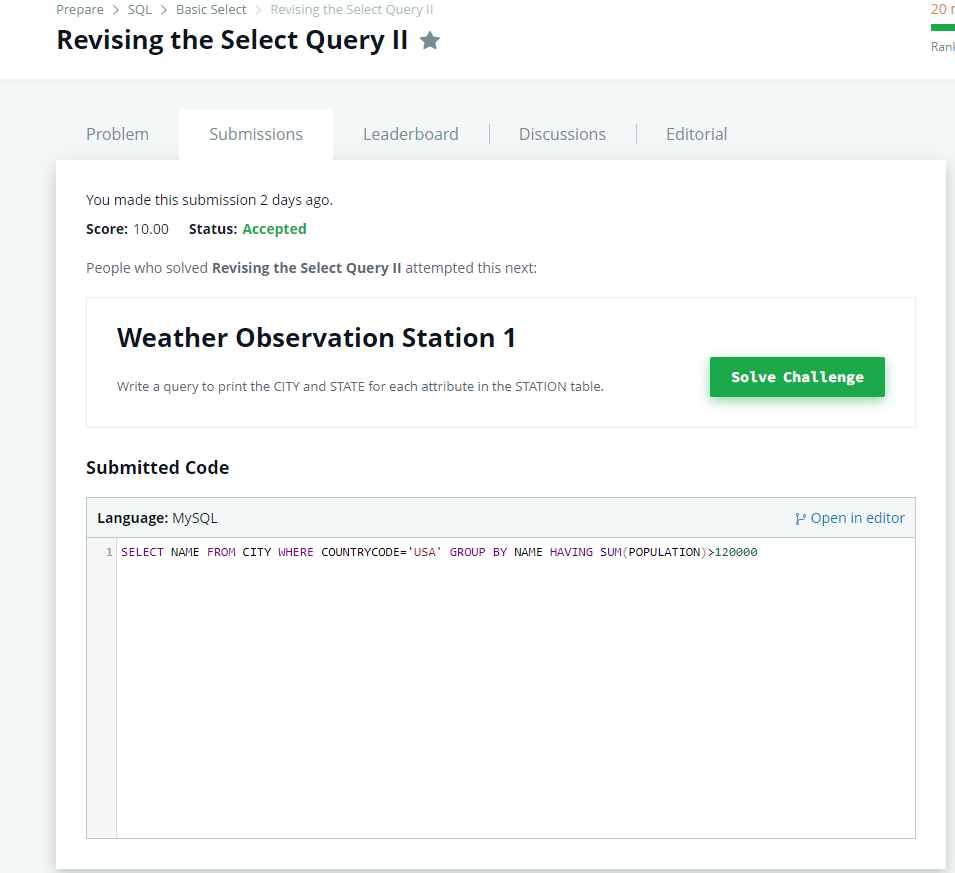 Prepare > SQL > Basic Select > Revising the Select Query II
20
Revising the Select Query II
Problem
Submissions
Leaderboard
Discussions
Editorial
You made this submission 2 days ago.
Score: 10.00 Status: Accepted
People who solved Revising the Select Query II attempted this next:
Weather Observation Station 1
Write a query to print the CITY and STATE for each attribute in the STATION table.
Solve Challenge
Submitted Code
Language: MySQL
Open in editor
1 SELECT NAME FROM CITY WHERE COUNTRYCODE='USA' GROUP BY NAME HAVING SUM(POPULATION)>120000